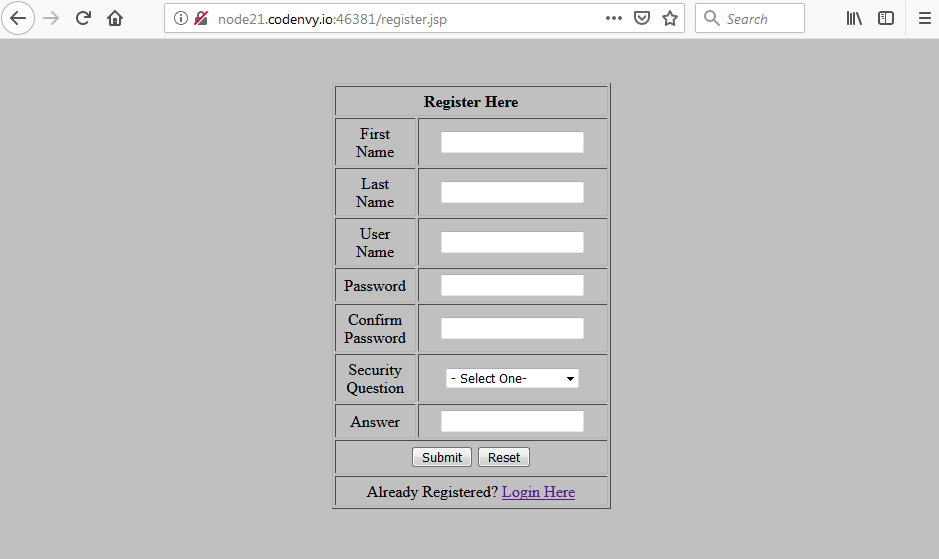 node21.codenvy.io:46381/register.jsp
Search
Register Here
First
Name
Last
Name
User
Name
Password
Confirm
Password
Security
Question
- Select One-
Answer
Submit Reset
Already Registered? Login Here